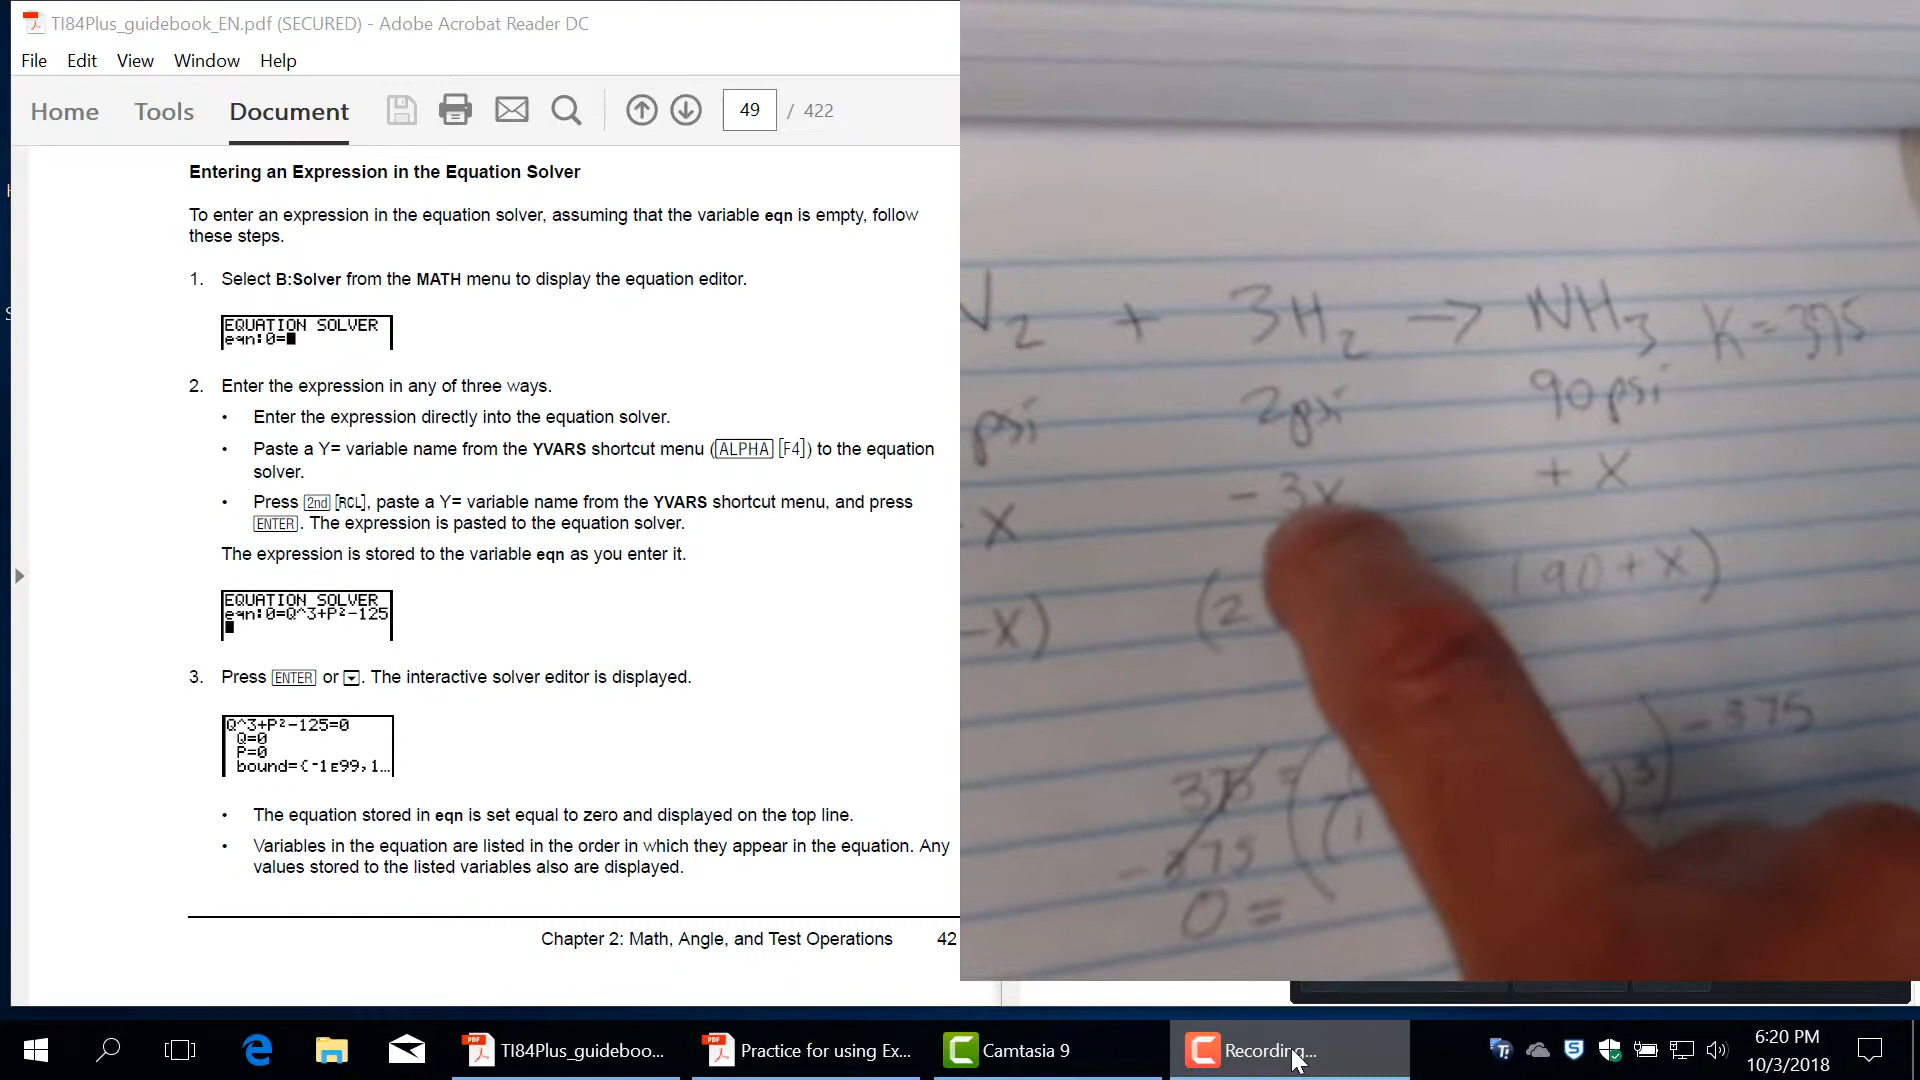 TI84Plus_guidebook_EN.pdf (SECURED) - Adobe Acrobat Reader DC
File Edit View Window Help
Home Tools Document 49 / 422
Entering an Expression in the Equation Solver
To enter an expression in the equation solver, assuming that the variable eqn is empty, follow
these steps.
1. Select B:Solver from the MATH menu to display the equation editor.
EQUATION SOLVER
eqn:0=
2. Enter the expression in any of three ways.
• Enter the expression directly into the equation solver.
• Paste a Y= variable name from the YVARS shortcut menu (ALPHA [F4]) to the equation
solver.
• Press 2nd [RCL], paste a Y= variable name from the YVARS shortcut menu, and press
ENTER. The expression is pasted to the equation solver.
The expression is stored to the variable eqn as you enter it.
EQUATION SOLVER
eqn:0=Q^3+P²-125
3. Press ENTER or . The interactive solver editor is displayed.
Q^3+P²-125=0
Q=0
P=0
bound={-1E99,1...
• The equation stored in eqn is set equal to zero and displayed on the top line.
• Variables in the equation are listed in the order in which they appear in the equation. Any
values stored to the listed variables also are displayed.
Chapter 2: Math, Angle, and Test Operations 42
+ 3H2 -> NH3 K = 375
psi 2psi 90psi
X - 3x + X
-X) (2 (90+X)
375 = ( )3) - 375
- 375 (1
0 =
TI84Plus_guideboo... Practice for using Ex... Camtasia 9 Recording...
6:20 PM
10/3/2018